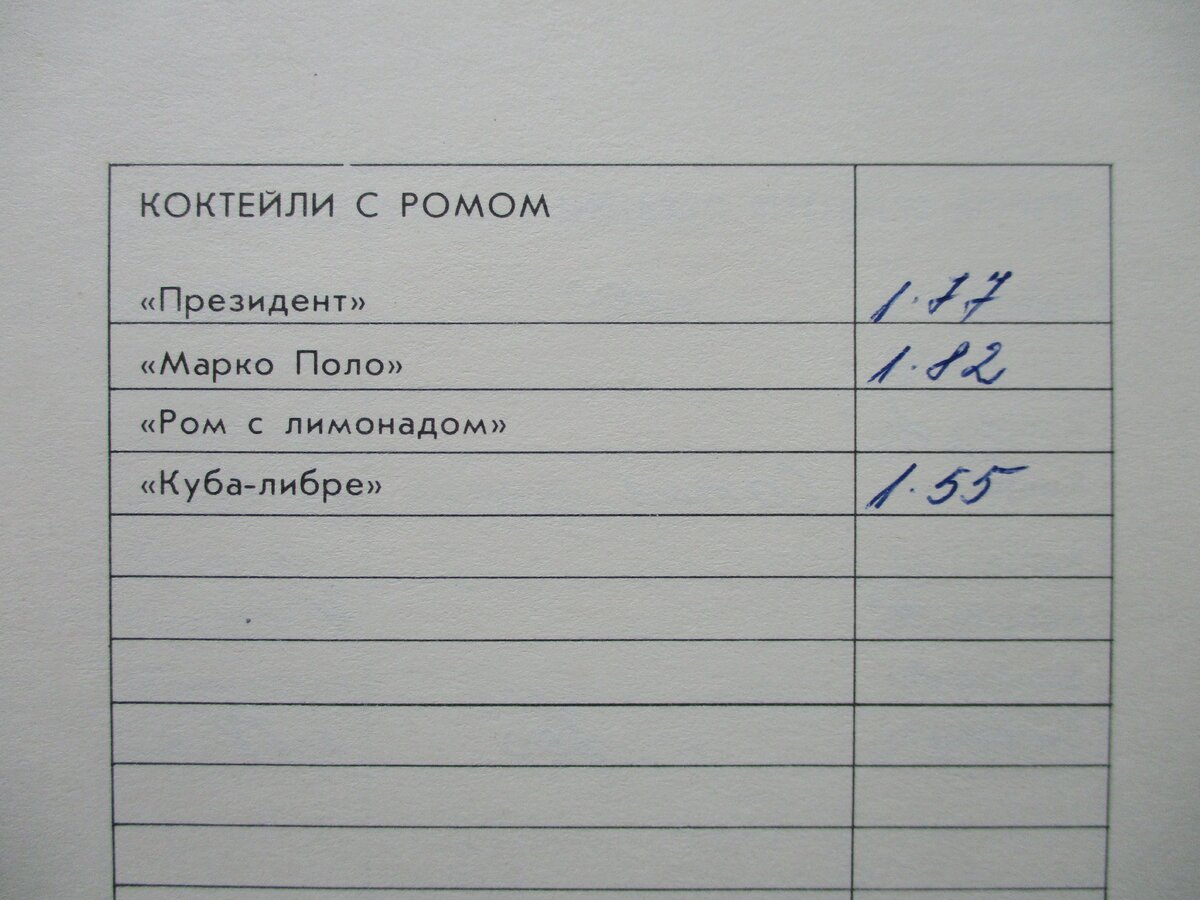 КОКТЕЙЛИ С РОМОМ
«Президент» 1.77
«Марко Поло» 1.82
«Ром с лимонадом»
«Куба-либре» 1.55